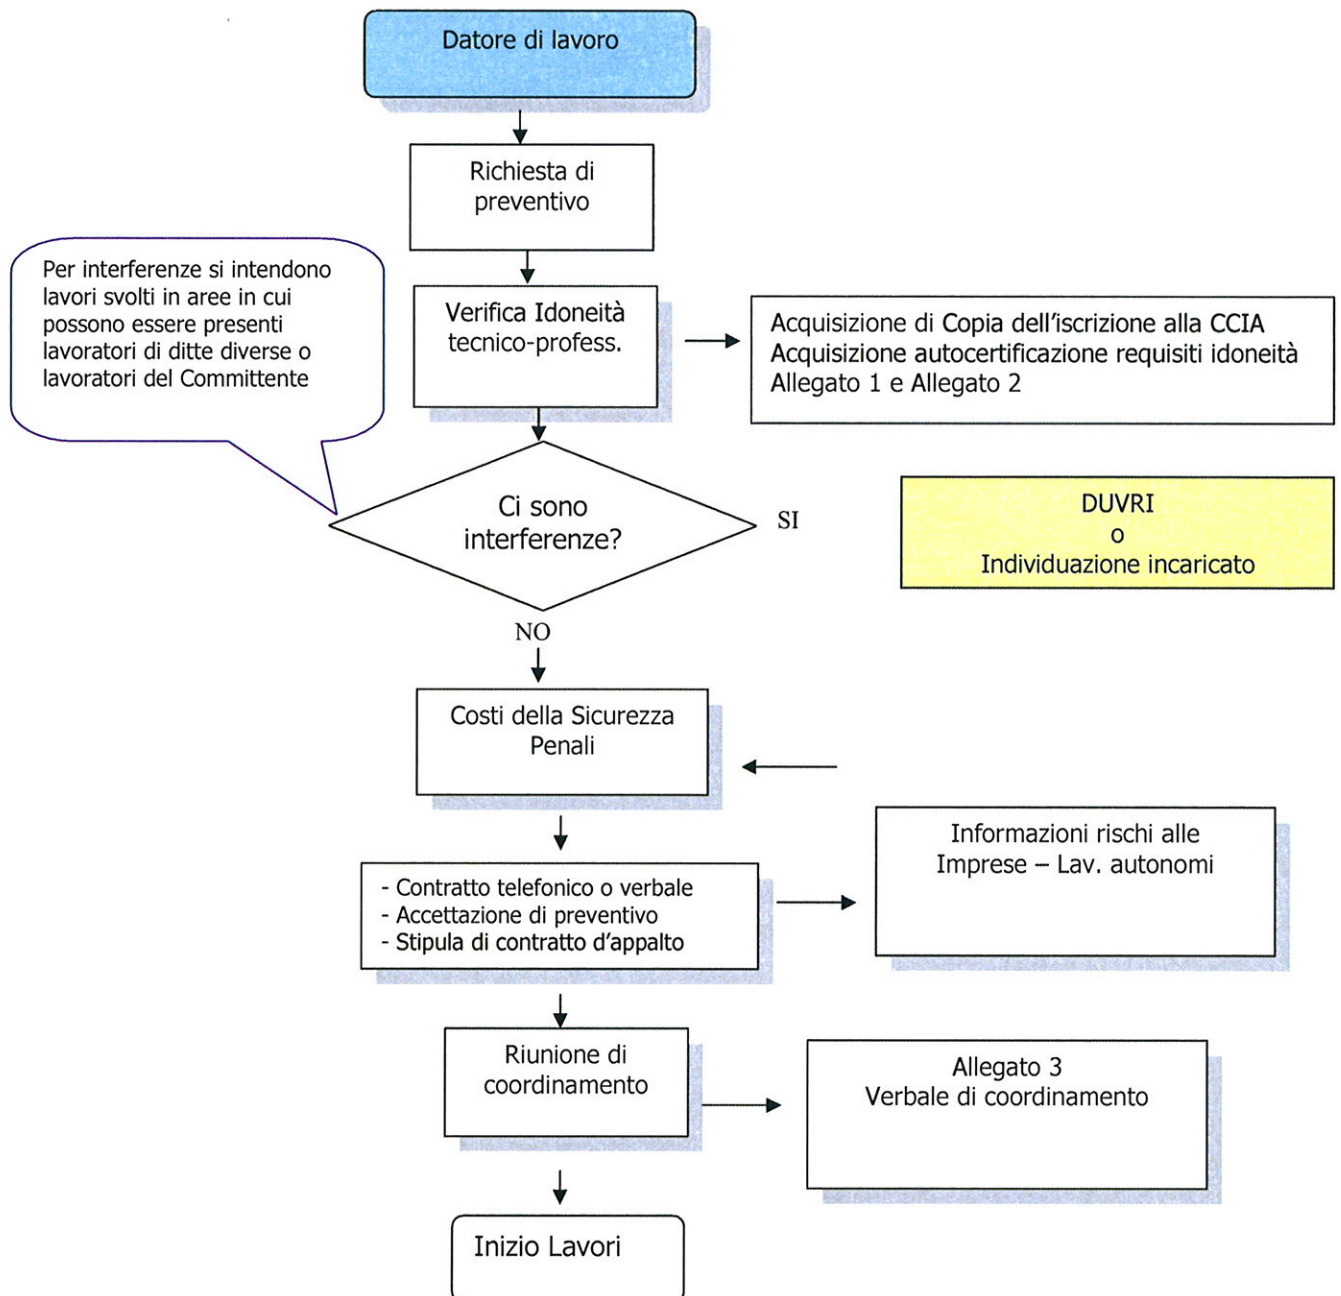 Datore di lavoro
Richiesta di
preventivo
Per interferenze si intendono
lavori svolti in aree in cui
possono essere presenti
lavoratori di ditte diverse o
lavoratori del Committente
Verifica Idoneità
tecnico-profess.
Acquisizione di Copia dell'iscrizione alla CCIA
Acquisizione autocertificazione requisiti idoneità
Allegato 1 e Allegato 2
Ci sono
interferenze?
SI
DUVRI
o
Individuazione incaricato
NO
Costi della Sicurezza
Penali
Informazioni rischi alle
Imprese – Lav. autonomi
- Contratto telefonico o verbale
- Accettazione di preventivo
- Stipula di contratto d'appalto
Riunione di
coordinamento
Allegato 3
Verbale di coordinamento
Inizio Lavori